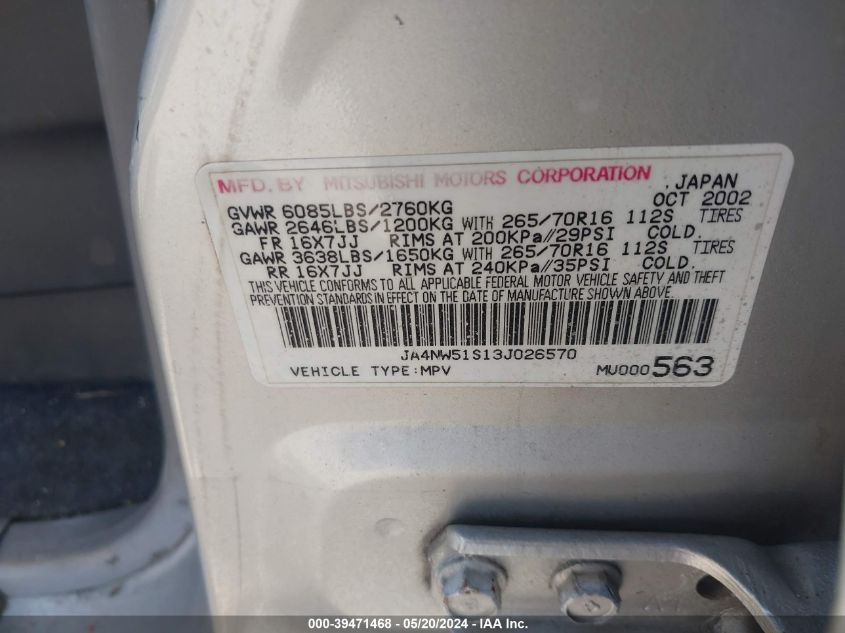 MFD. BY MITSUBISHI MOTORS CORPORATION , JAPAN
GVWR 6085LBS/2760KG OCT 2002
GAWR 2646LBS/1200KG WITH 265/70R16 112S TIRES
FR 16X7JJ RIMS AT 200KPa//29PSI COLD.
GAWR 3638LBS/1650KG WITH 265/70R16 112S TIRES
RR 16X7JJ RIMS AT 240KPa//35PSI COLD.
THIS VEHICLE CONFORMS TO ALL APPLICABLE FEDERAL MOTOR VEHICLE SAFETY AND THEFT
PREVENTION STANDARDS IN EFFECT ON THE DATE OF MANUFACTURE SHOWN ABOVE.
JA4NW51S13J026570
VEHICLE TYPE:MPV MU000563
000-39471468 / 05/20/2024 / IAAI.COM/INC.